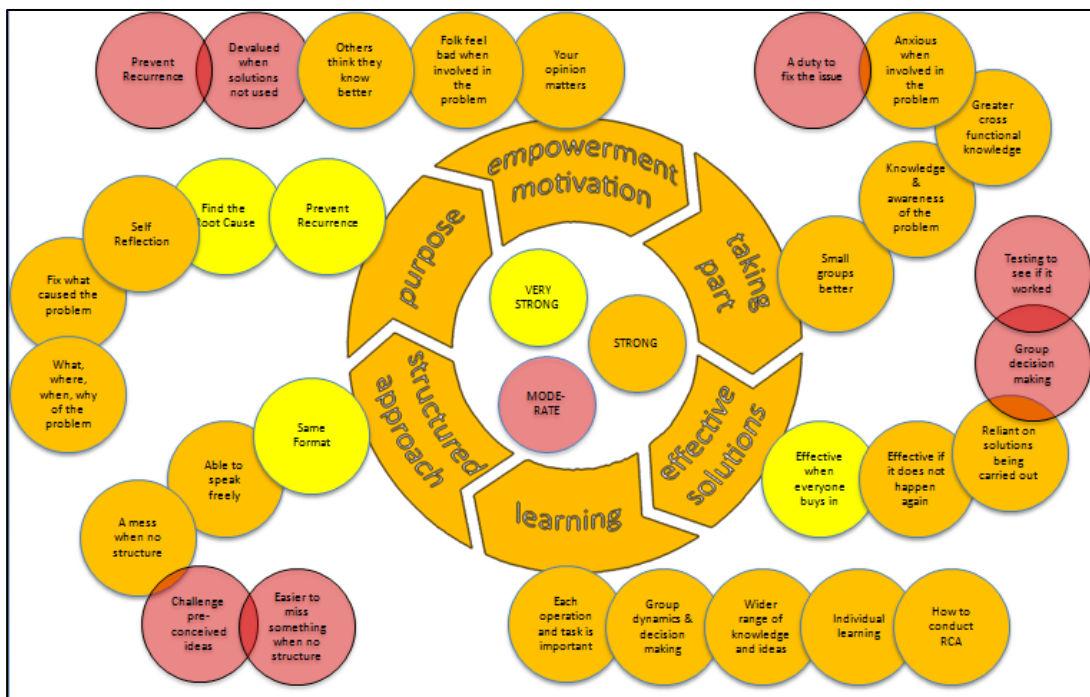 Prevent
Recurrence
Devalued
when
solutions
not used
Others
think they
know
better
Folk feel
bad when
involved in
the
problem
Your
opinion
matters
A duty to
fix the issue
Anxious
when
involved in
the
problem
Greater
cross
functional
knowledge
Knowledge
&
awareness
of the
problem
Small
groups
better
empowerment
motivation
taking
part
effective
solutions
learning
structured
approach
purpose
VERY
STRONG
STRONG
MODE-
RATE
Prevent
Recurrence
Find the
Root Cause
Self
Reflection
Fix what
caused the
problem
What,
where,
when, why
of the
problem
Same
Format
Able to
speak
freely
A mess
when no
structure
Challenge
pre-
conceived
ideas
Easier to
miss
something
when no
structure
Testing to
see if it
worked
Group
decision
making
Reliant on
solutions
being
carried out
Effective if
it does not
happen
again
Effective
when
everyone
buys in
Each
operation
and task is
important
Group
dynamics &
decision
making
Wider
range of
knowledge
and ideas
Individual
learning
How to
conduct
RCA